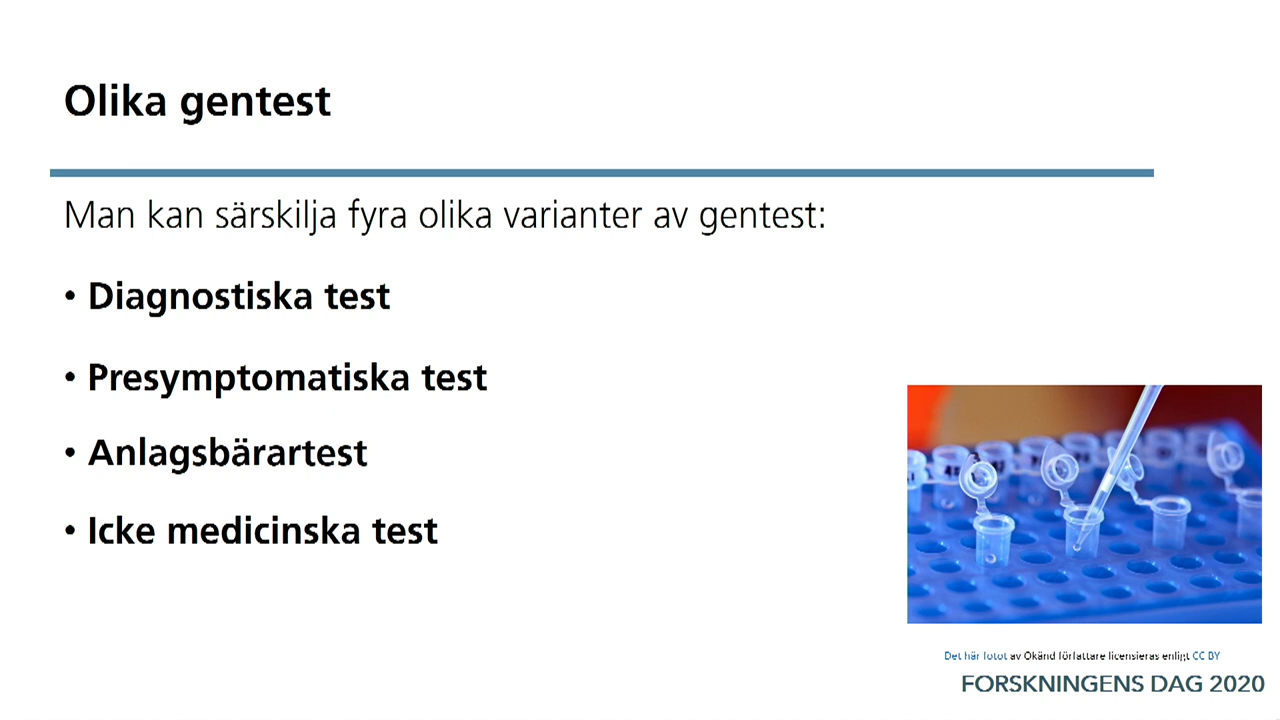 Olika gentest
Man kan särskilja fyra olika varianter av gentest:
• Diagnostiska test
• Presymptomatiska test
• Anlagsbärartest
• Icke medicinska test
Det här fotot av Okänd författare licensieras enligt CC BY
FORSKNINGENS DAG 2020